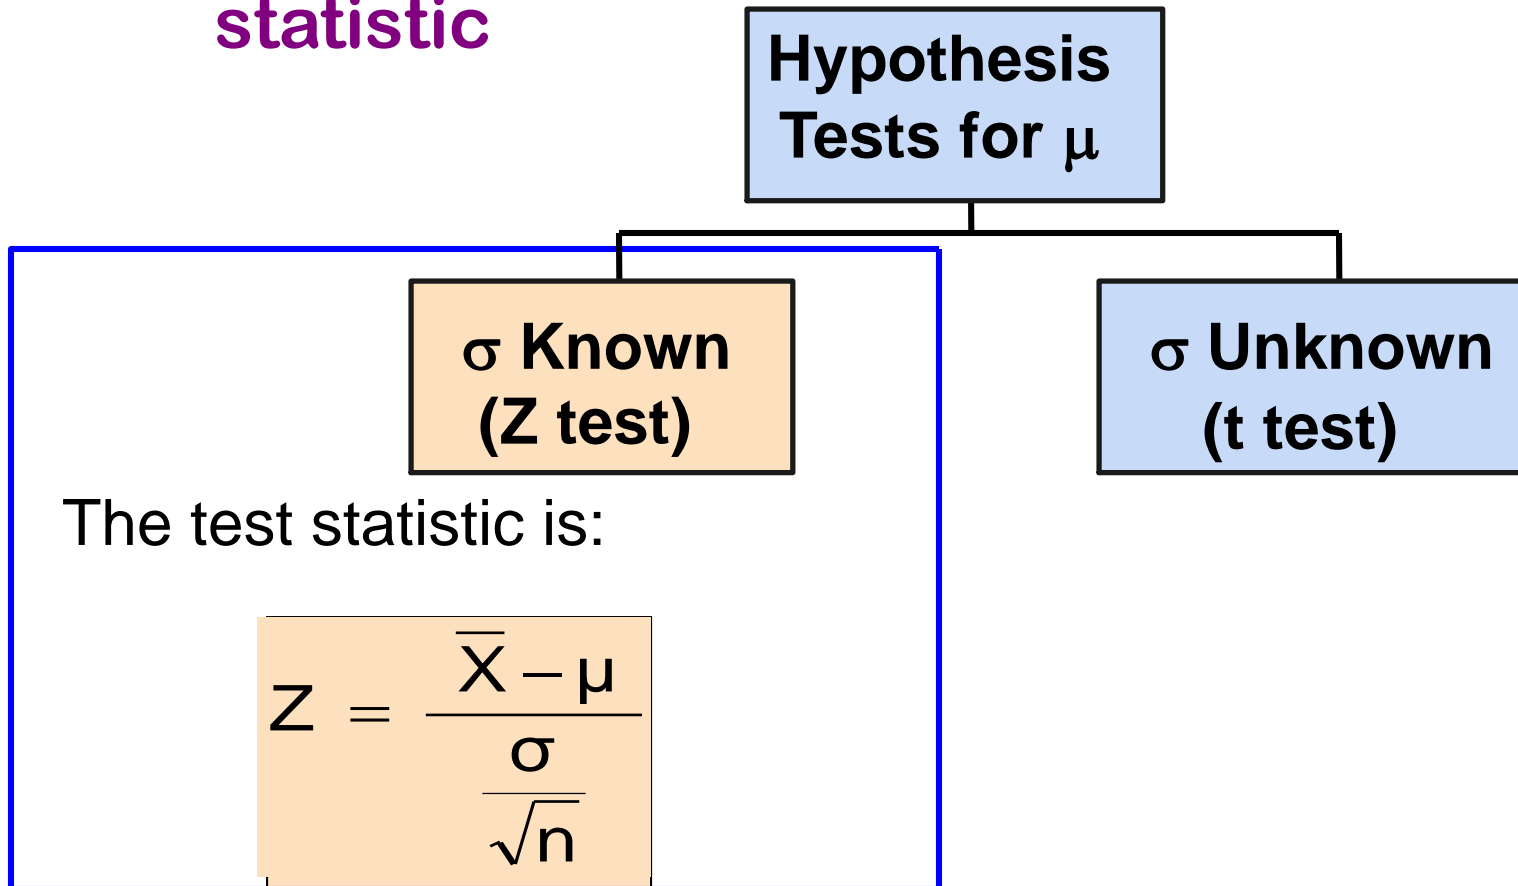 statistic
Hypothesis
Tests for μ
σ Known
(Z test)
σ Unknown
(t test)
The test statistic is:
Z = (X̅ − μ) / (σ / √n)